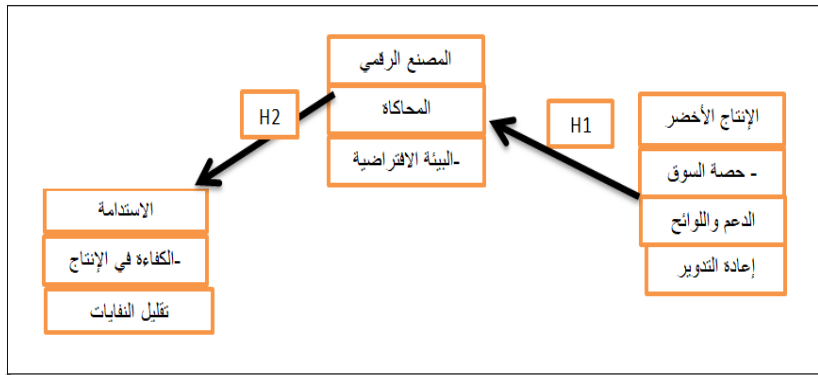 المصنع الرقمي
المحاكاة
-البيئة الافتراضية
H1
H2
الإنتاج الأخضر
- حصة السوق
الدعم واللوائح
إعادة التدوير
الاستدامة
-الكفاءة في الإنتاج
تقليل النفايات